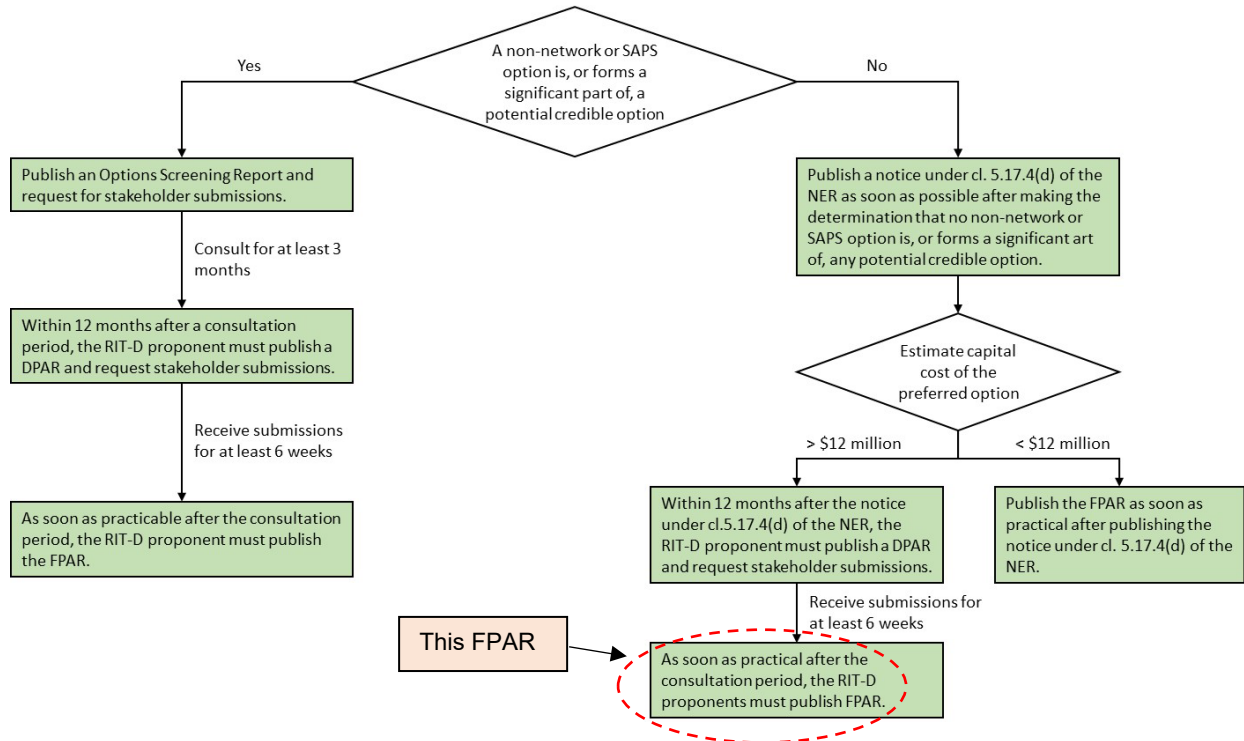 A non-network or SAPS
option is, or forms a
significant part of, a
potential credible option
Yes
No
Publish an Options Screening Report and
request for stakeholder submissions.
Consult for at least 3
months
Within 12 months after a consultation
period, the RIT-D proponent must publish a
DPAR and request stakeholder submissions.
Receive submissions
for at least 6 weeks
As soon as practicable after the consultation
period, the RIT-D proponent must publish
the FPAR.
Publish a notice under cl. 5.17.4(d) of the
NER as soon as possible after making the
determination that no non-network or
SAPS option is, or forms a significant art
of, any potential credible option.
Estimate capital
cost of the
preferred option
> $12 million
< $12 million
Within 12 months after the notice
under cl.5.17.4(d) of the NER, the
RIT-D proponent must publish a DPAR
and request stakeholder submissions.
Publish the FPAR as soon as
practical after publishing the
notice under cl. 5.17.4(d) of the
NER.
Receive submissions for
at least 6 weeks
This FPAR
As soon as practical after the
consultation period, the RIT-D
proponents must publish FPAR.